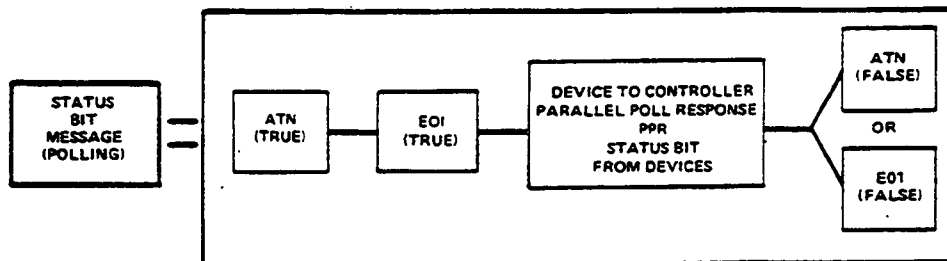 STATUS
BIT
MESSAGE
(POLLING)
=
ATN
(TRUE)
EOI
(TRUE)
DEVICE TO CONTROLLER
PARALLEL POLL RESPONSE
PPR
STATUS BIT
FROM DEVICES
ATN
(FALSE)
OR
E01
(FALSE)